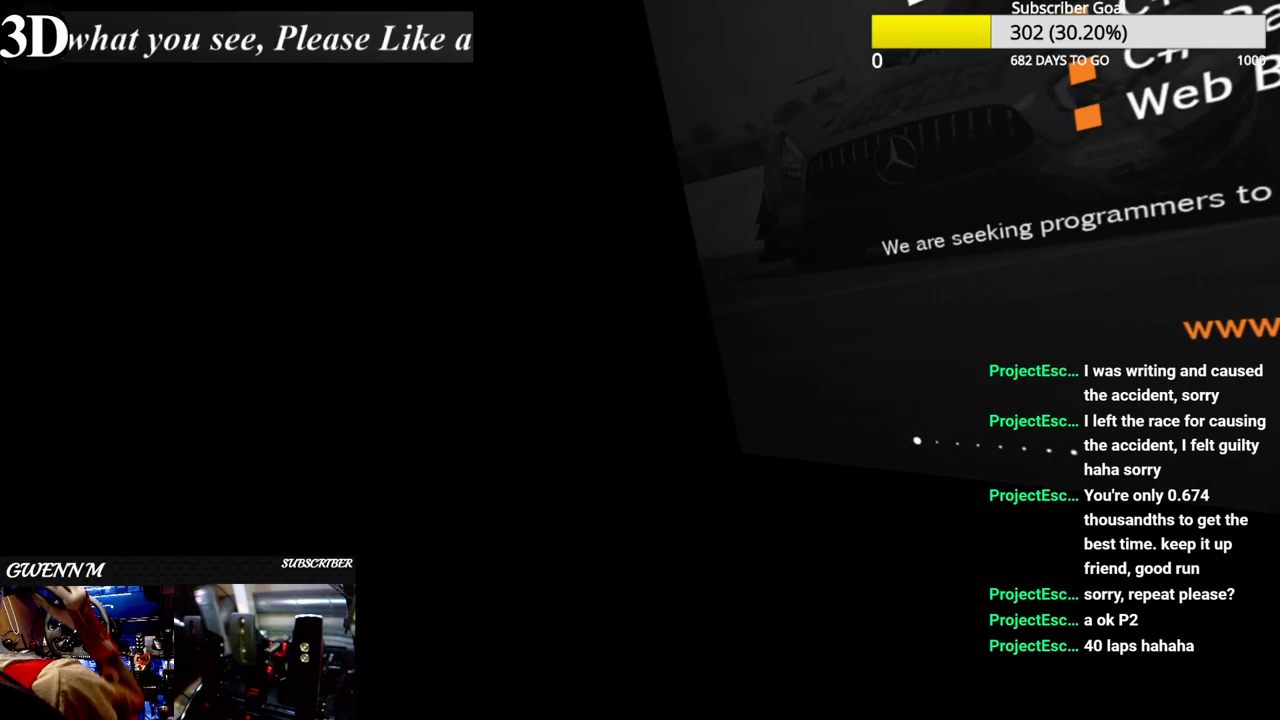 3D what you see, Please Like a
Subscriber Goal
302 (30.20%)
0
682 DAYS TO GO
1000
C#
Web B
We are seeking programmers to
www
ProjectEsc... I was writing and caused
the accident, sorry
ProjectEsc... I left the race for causing
the accident, I felt guilty
haha sorry
ProjectEsc... You're only 0.674
thousandths to get the
best time. keep it up
friend, good run
ProjectEsc... sorry, repeat please?
ProjectEsc... a ok P2
ProjectEsc... 40 laps hahaha
GWENN M
SUBSCRIBER